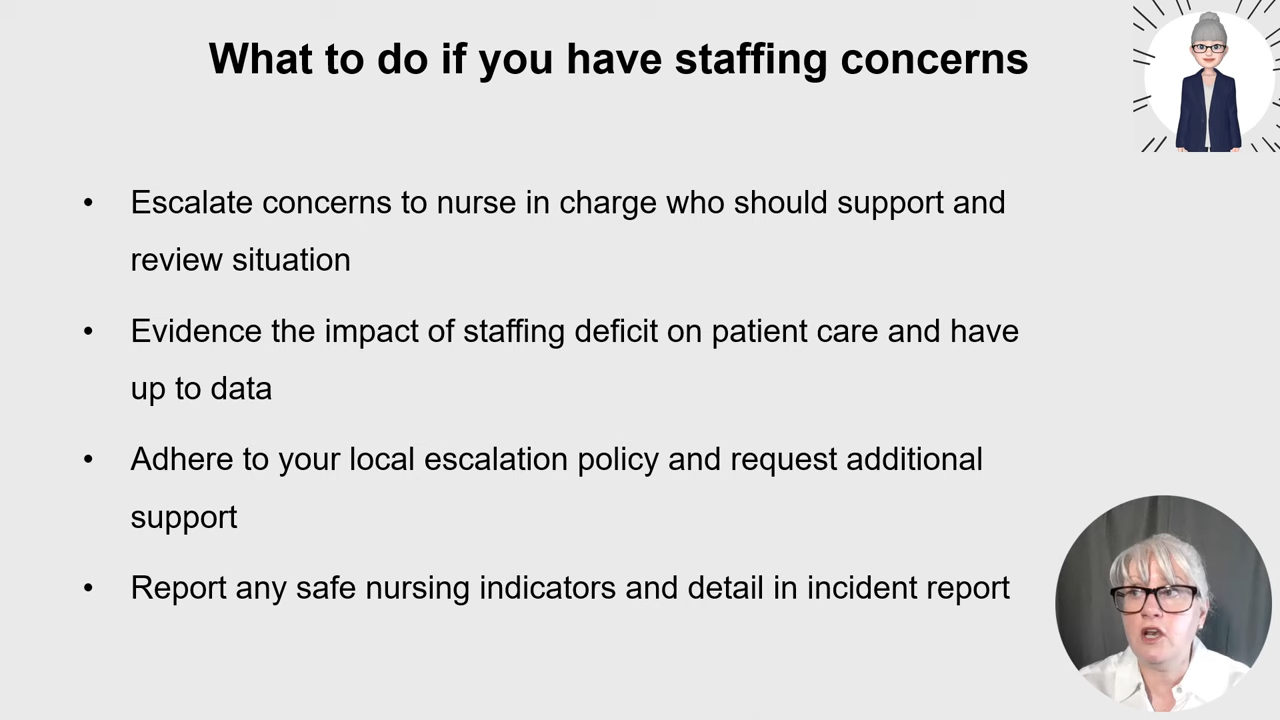 What to do if you have staffing concerns
• Escalate concerns to nurse in charge who should support and
review situation
• Evidence the impact of staffing deficit on patient care and have
up to data
• Adhere to your local escalation policy and request additional
support
• Report any safe nursing indicators and detail in incident report